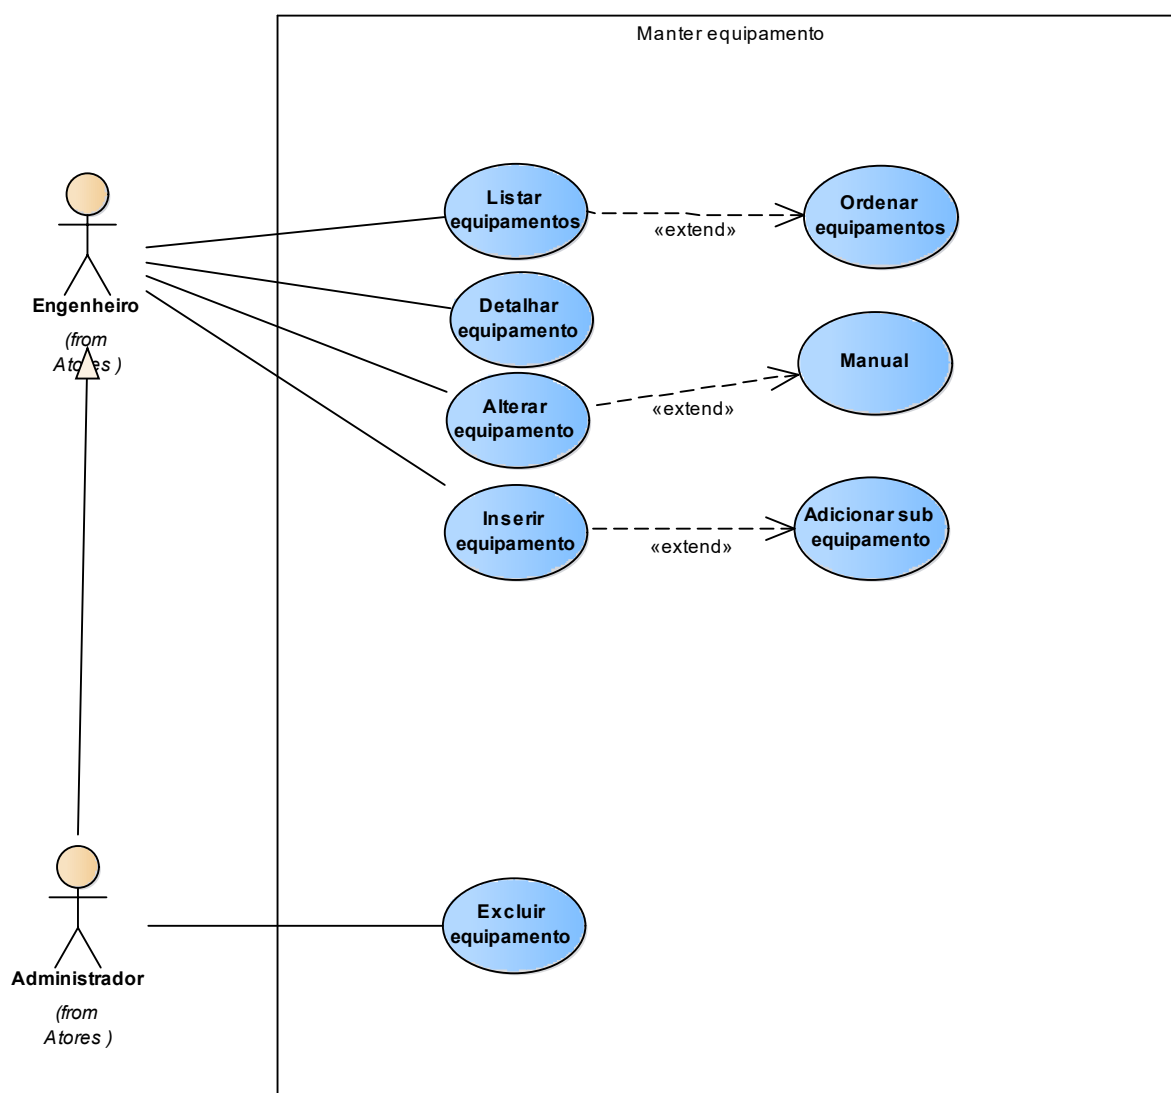 Manter equipamento
Listar
equipamentos
Ordenar
equipamentos
«extend»
Engenheiro
(from
Atores )
Detalhar
equipamento
Manual
Alterar
equipamento
«extend»
Inserir
equipamento
Adicionar sub
equipamento
«extend»
Excluir
equipamento
Administrador
(from
Atores )